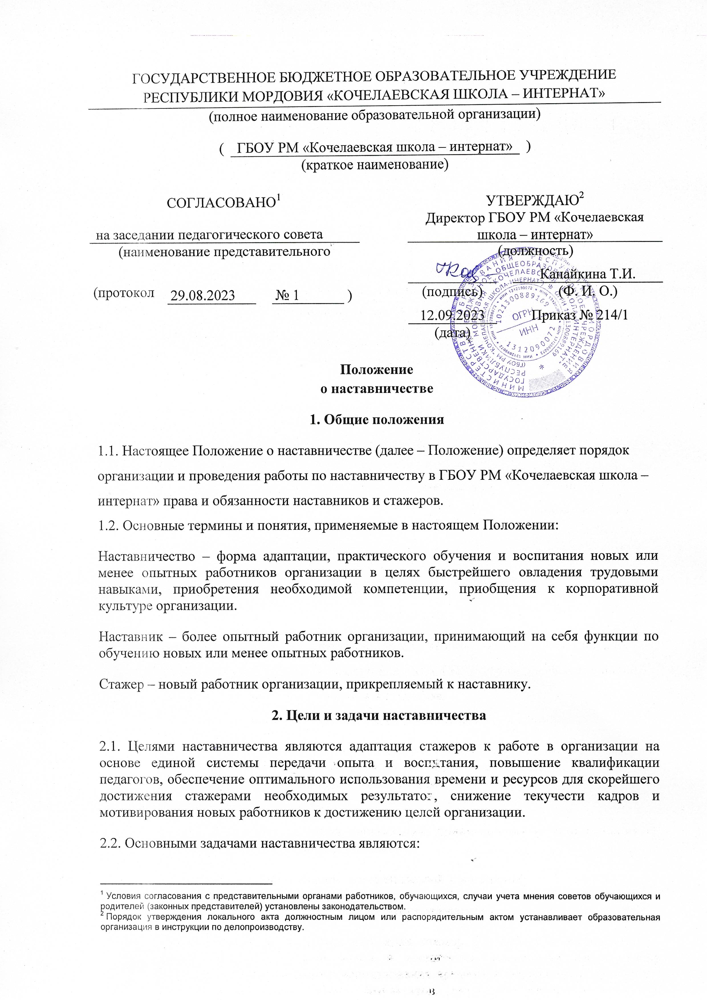 ГОСУДАРСТВЕННОЕ БЮДЖЕТНОЕ ОБРАЗОВАТЕЛЬНОЕ УЧРЕЖДЕНИЕ
РЕСПУБЛИКИ МОРДОВИЯ «КОЧЕЛАЕВСКАЯ ШКОЛА – ИНТЕРНАТ»
(полное наименование образовательной организации)
( ГБОУ РМ «Кочелаевская школа – интернат» )
(краткое наименование)
СОГЛАСОВАНО¹
на заседании педагогического совета
(наименование представительного
(протокол 29.08.2023 № 1 )
УТВЕРЖДАЮ²
Директор ГБОУ РМ «Кочелаевская
школа – интернат»
(должность)
Канайкина Т.И.
(подпись) (Ф. И. О.)
12.09.2023 Приказ № 214/1
(дата)
ОГРН
ИНН
1021300889169
1312090072
Положение
о наставничестве
1. Общие положения
1.1. Настоящее Положение о наставничестве (далее – Положение) определяет порядок
организации и проведения работы по наставничеству в ГБОУ РМ «Кочелаевская школа –
интернат» права и обязанности наставников и стажеров.
1.2. Основные термины и понятия, применяемые в настоящем Положении:
Наставничество – форма адаптации, практического обучения и воспитания новых или
менее опытных работников организации в целях быстрейшего овладения трудовыми
навыками, приобретения необходимой компетенции, приобщения к корпоративной
культуре организации.
Наставник – более опытный работник организации, принимающий на себя функции по
обучению новых или менее опытных работников.
Стажер – новый работник организации, прикрепляемый к наставнику.
2. Цели и задачи наставничества
2.1. Целями наставничества являются адаптация стажеров к работе в организации на
основе единой системы передачи опыта и воспитания, повышение квалификации
педагогов, обеспечение оптимального использования времени и ресурсов для скорейшего
достижения стажерами необходимых результатов, снижение текучести кадров и
мотивирования новых работников к достижению целей организации.
2.2. Основными задачами наставничества являются:
¹ Условия согласования с представительными органами работников, обучающихся, случаи учета мнения советов обучающихся и
родителей (законных представителей) установлены законодательством.
² Порядок утверждения локального акта должностным лицом или распорядительным актом устанавливает образовательная
организация в инструкции по делопроизводству.